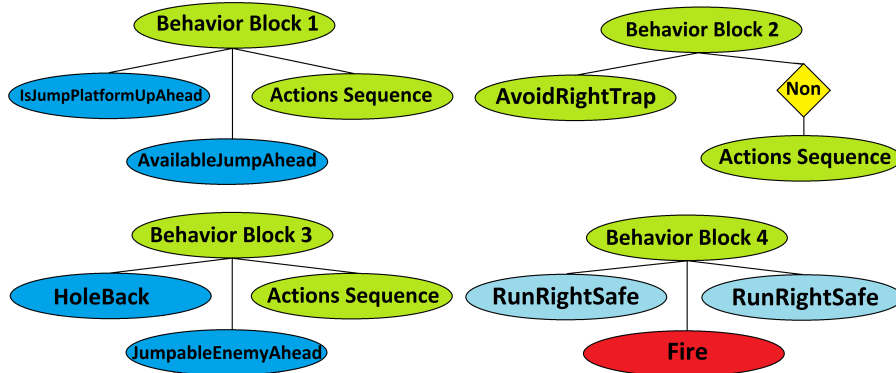 Behavior Block 1
IsJumpPlatformUpAhead
Actions Sequence
AvailableJumpAhead
Behavior Block 2
AvoidRightTrap
Non
Actions Sequence
Behavior Block 3
HoleBack
Actions Sequence
JumpableEnemyAhead
Behavior Block 4
RunRightSafe
RunRightSafe
Fire